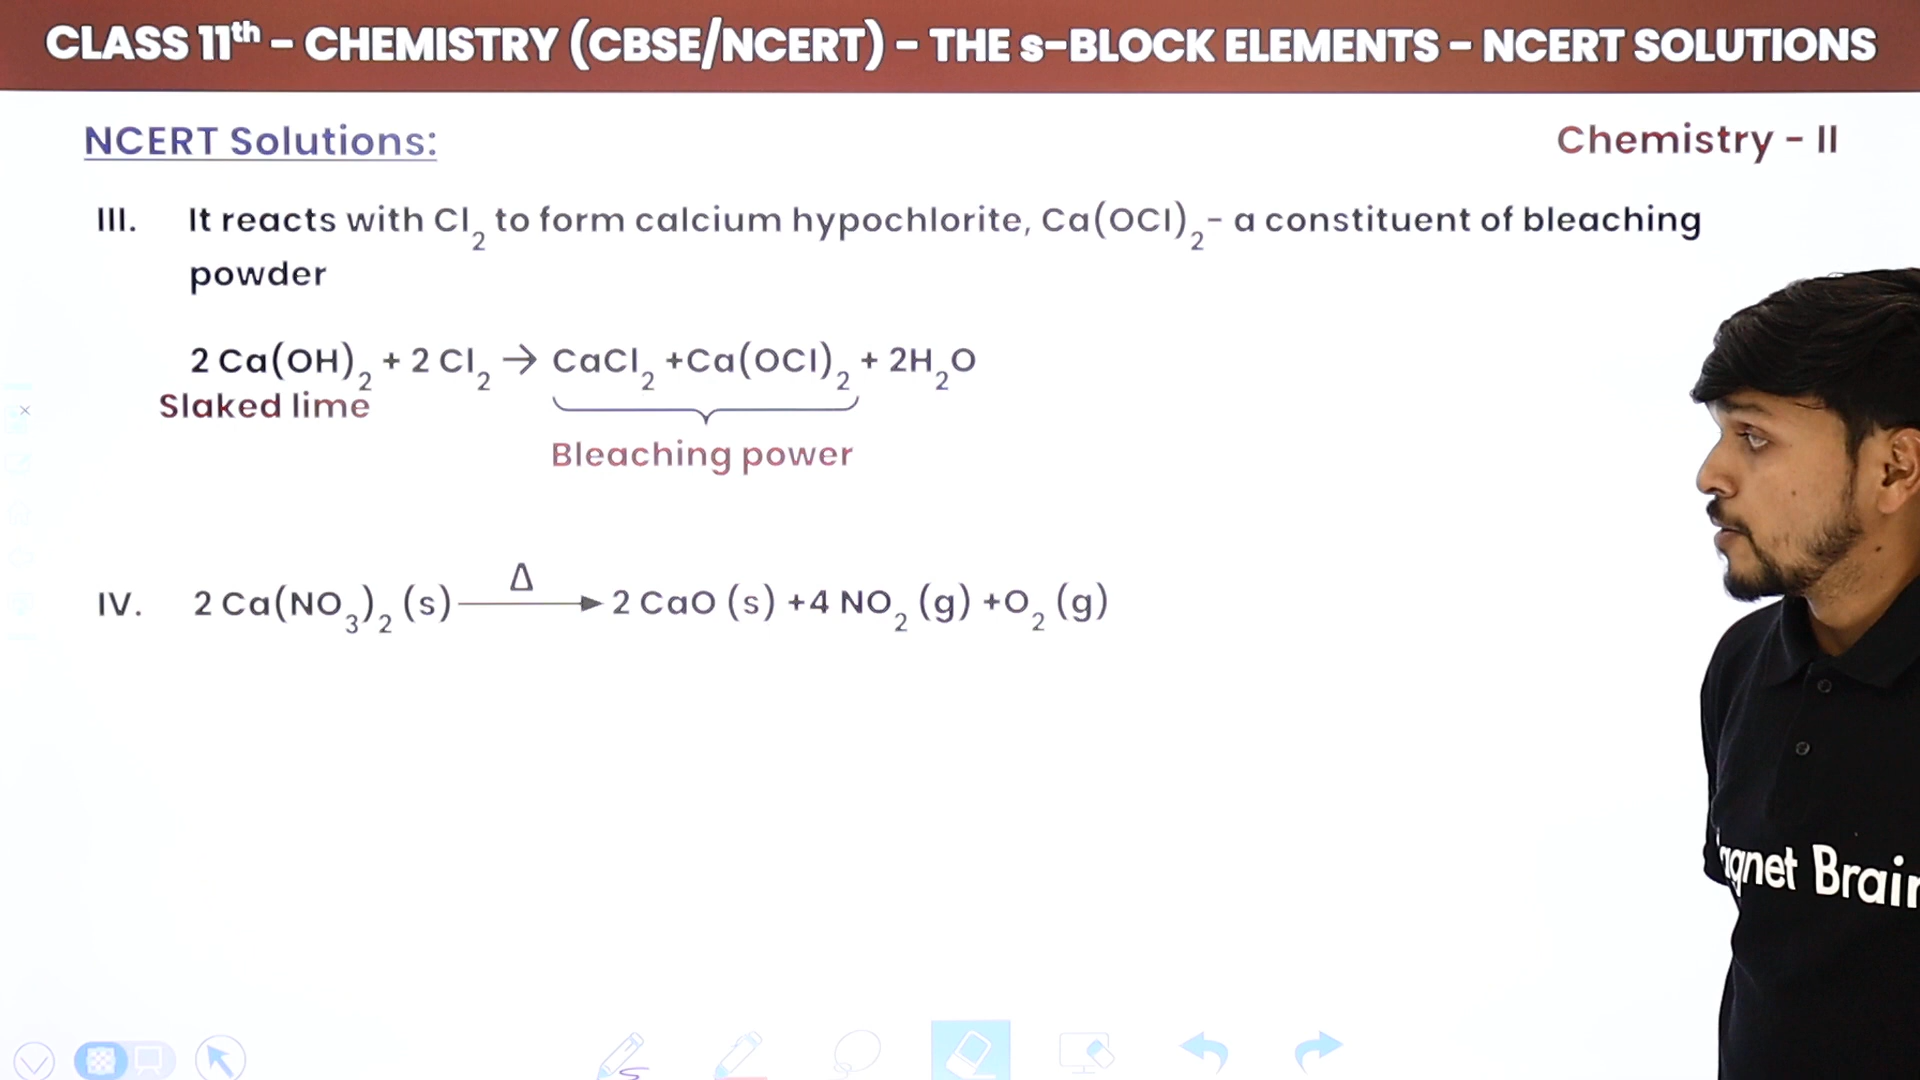 CLASS 11th – CHEMISTRY (CBSE/NCERT) – THE s–BLOCK ELEMENTS – NCERT SOLUTIONS
NCERT Solutions:
Chemistry – II
III. It reacts with Cl₂ to form calcium hypochlorite, Ca(OCl)₂– a constituent of bleaching
powder
2 Ca(OH)₂ + 2 Cl₂ → CaCl₂ +Ca(OCl)₂ + 2H₂O
Slaked lime
Bleaching power
Δ
IV. 2 Ca(NO₃)₂ (s) → 2 CaO (s) +4 NO₂ (g) +O₂ (g)
agnet Brain